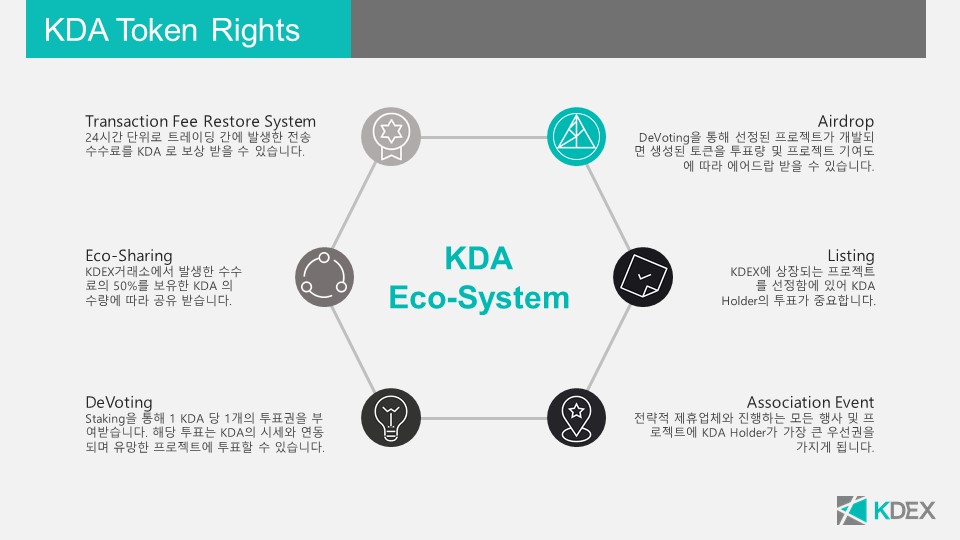 KDA Token Rights
Transaction Fee Restore System
24시간 단위로 트레이딩 간에 발생한 전송
수수료를 KDA 로 보상 받을 수 있습니다.
Airdrop
DeVoting을 통해 선정된 프로젝트가 개발되
면 생성된 토큰을 투표량 및 프로젝트 기여도
에 따라 에어드랍 받을 수 있습니다.
Eco-Sharing
KDEX거래소에서 발생한 수수
료의 50%를 보유한 KDA 의
수량에 따라 공유 받습니다.
KDA
Eco-System
Listing
KDEX에 상장되는 프로젝트
를 선정함에 있어 KDA
Holder의 투표가 중요합니다.
DeVoting
Staking을 통해 1 KDA 당 1개의 투표권을 부
여받습니다. 해당 투표는 KDA의 시세와 연동
되며 유망한 프로젝트에 투표할 수 있습니다.
Association Event
전략적 제휴업체와 진행하는 모든 행사 및 프
로젝트에 KDA Holder가 가장 큰 우선권을
가지게 됩니다.
KDEX